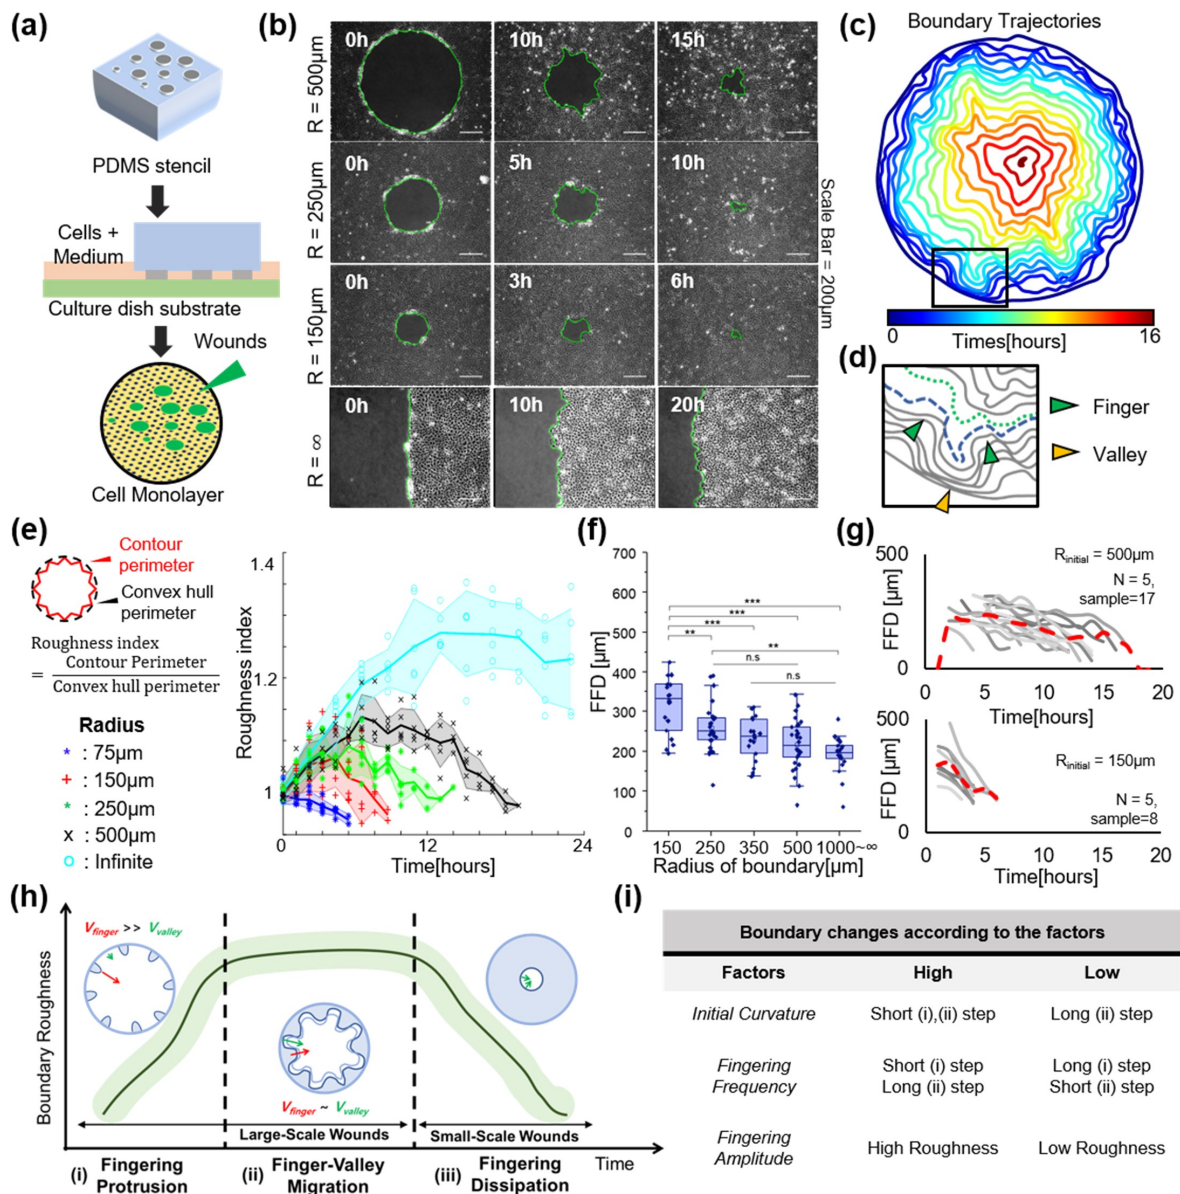 (a)
PDMS stencil
Cells +
Medium
Culture dish substrate
Wounds
Cell Monolayer
(b)
R = 500μm
0h
10h
15h
R = 250μm
0h
5h
10h
R = 150μm
0h
3h
6h
R = ∞
0h
10h
20h
Scale Bar = 200μm
(c)
Boundary Trajectories
0
16
Times[hours]
(d)
Finger
Valley
(e)
Contour
perimeter
Convex hull
perimeter
Roughness index
= Contour Perimeter
Convex hull perimeter
Radius
* : 75μm
+ : 150μm
* : 250μm
x : 500μm
o : Infinite
Roughness index
1.4
1.2
1
0
12
24
Time[hours]
(f)
FFD [μm]
700
600
500
400
300
200
100
0
***
***
***
**
**
n.s
n.s
150 250 350 500 1000~∞
Radius of boundary[μm]
(g)
FFD [μm]
500
0
Rinitial = 500μm
N = 5,
sample=17
0 5 10 15 20
Time[hours]
FFD [μm]
500
0
Rinitial = 150μm
N = 5,
sample=8
0 5 10 15 20
Time[hours]
(h)
Boundary Roughness
Vfinger >> Vvalley
Vfinger ~ Vvalley
Large-Scale Wounds
Small-Scale Wounds
Time
(i) Fingering
Protrusion
(ii) Finger-Valley
Migration
(iii) Fingering
Dissipation
(i)
Boundary changes according to the factors
Factors High Low
Initial Curvature Short (i),(ii) step Long (ii) step
Fingering Short (i) step Long (i) step
Frequency Long (ii) step Short (ii) step
Fingering
Amplitude High Roughness Low Roughness